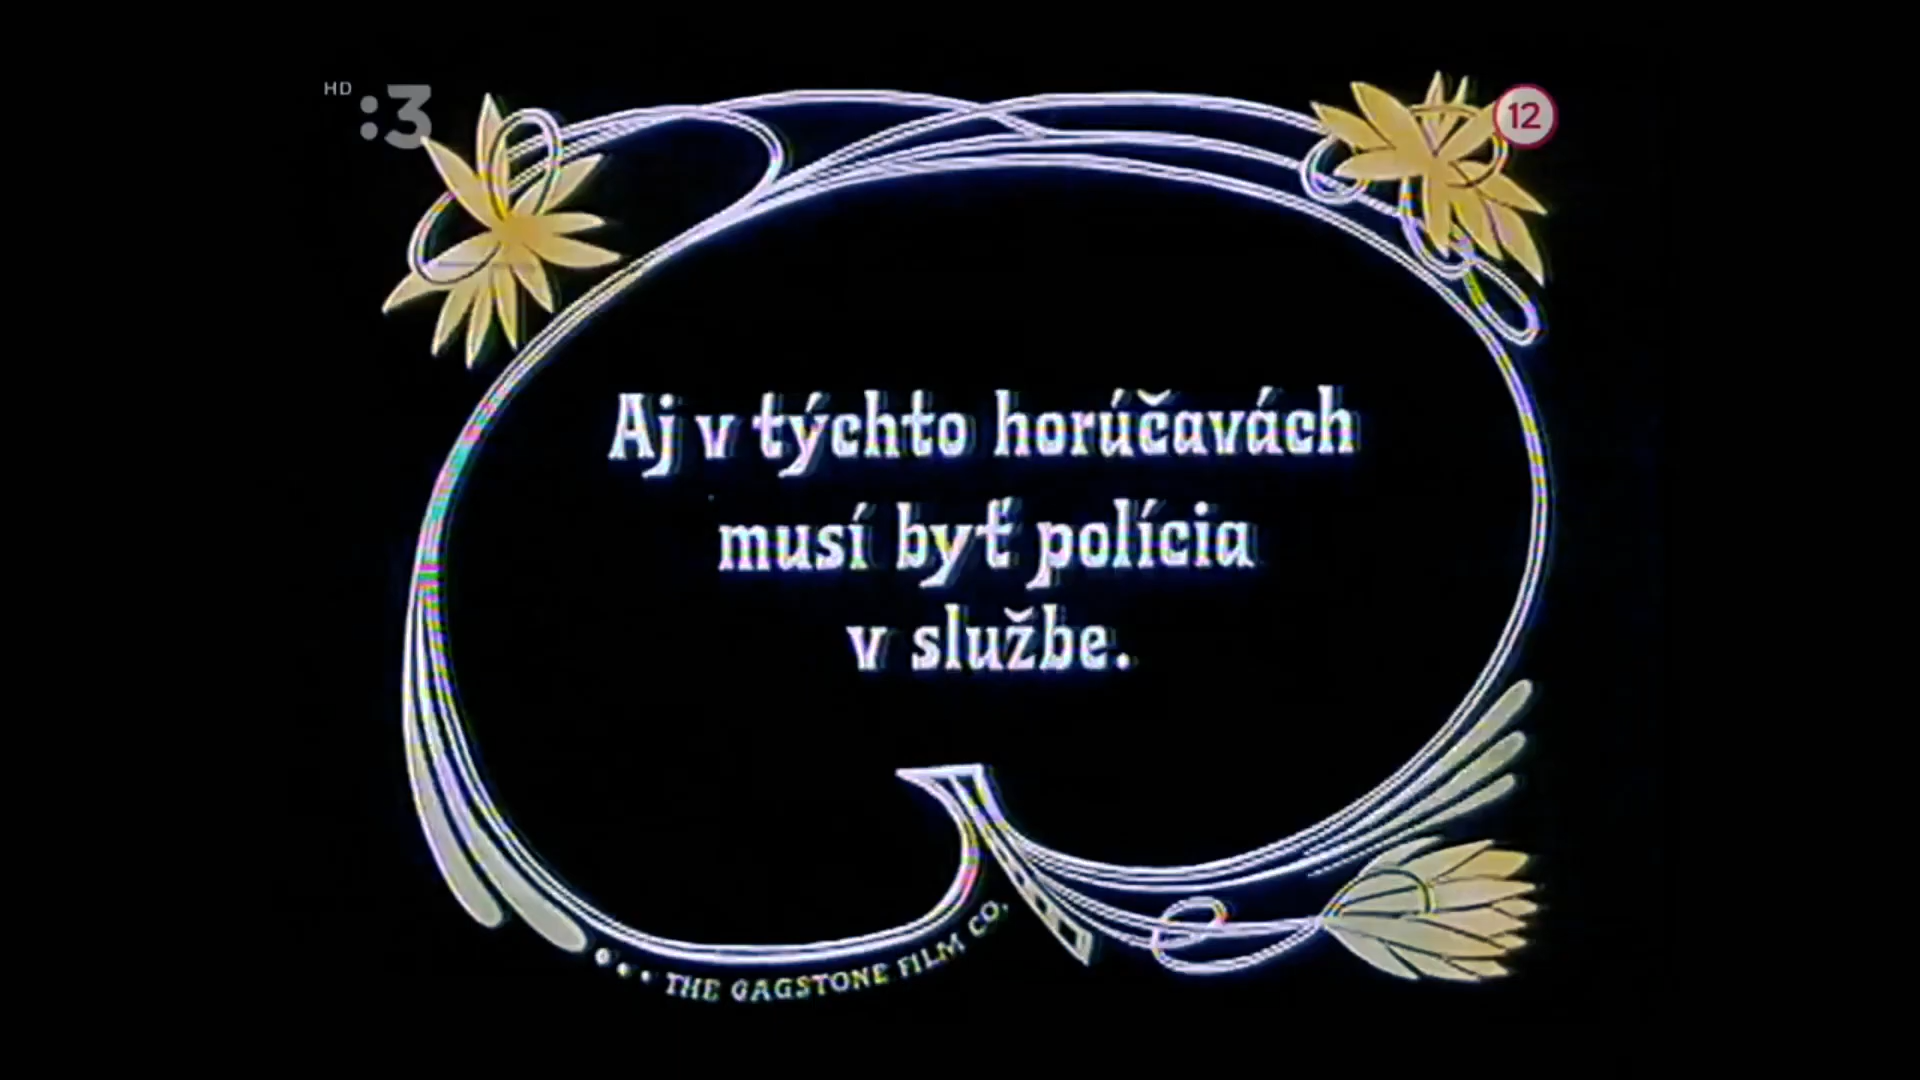 HD
:3
12
Aj v týchto horúčavách
musí byť polícia
v službe.
THE GAGSTONE FILM CO.